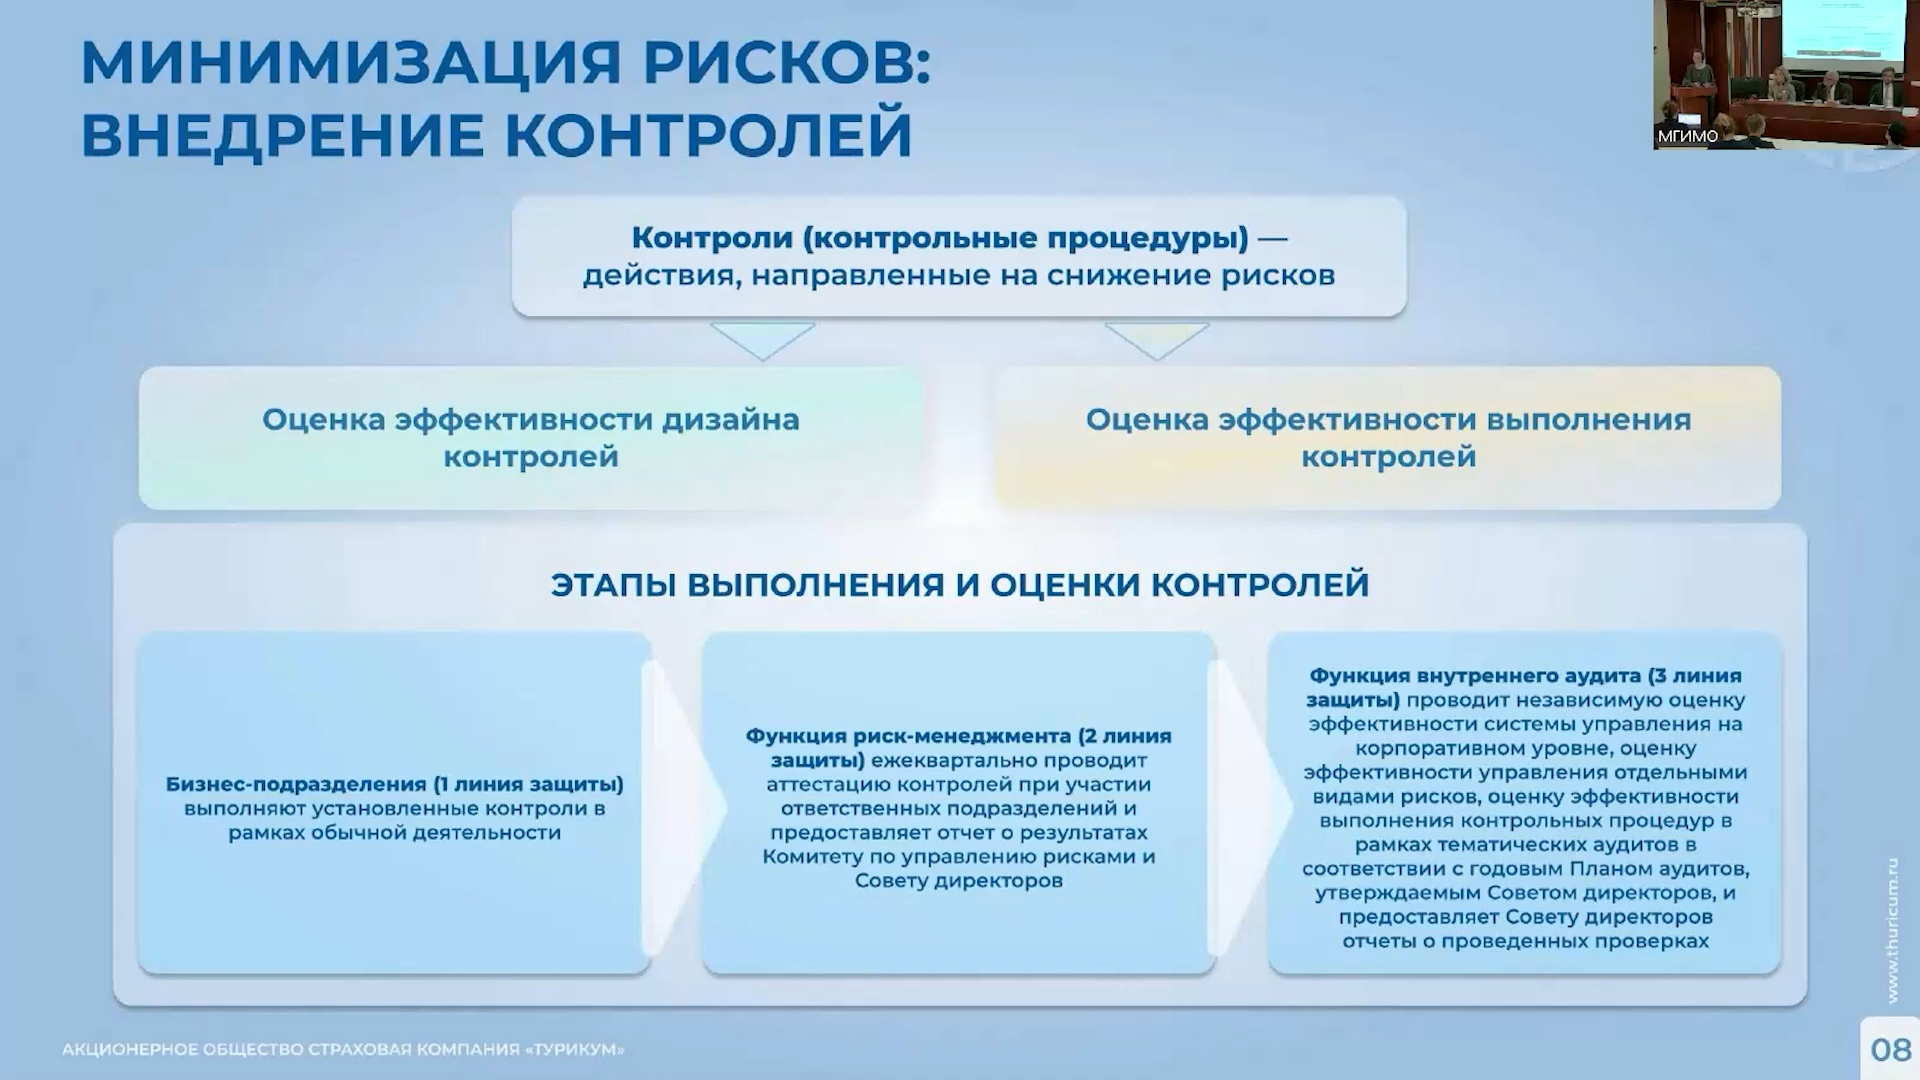 МИНИМИЗАЦИЯ РИСКОВ:
ВНЕДРЕНИЕ КОНТРОЛЕЙ
МГИМО
Контроли (контрольные процедуры) —
действия, направленные на снижение рисков
Оценка эффективности дизайна
контролей
Оценка эффективности выполнения
контролей
ЭТАПЫ ВЫПОЛНЕНИЯ И ОЦЕНКИ КОНТРОЛЕЙ
Бизнес-подразделения (1 линия защиты)
выполняют установленные контроли в
рамках обычной деятельности
Функция риск-менеджмента (2 линия
защиты) ежеквартально проводит
аттестацию контролей при участии
ответственных подразделений и
предоставляет отчет о результатах
Комитету по управлению рисками и
Совету директоров
Функция внутреннего аудита (3 линия
защиты) проводит независимую оценку
эффективности системы управления на
корпоративном уровне, оценку
эффективности управления отдельными
видами рисков, оценку эффективности
выполнения контрольных процедур в
рамках тематических аудитов в
соответствии с годовым Планом аудитов,
утверждаемым Советом директоров, и
предоставляет Совету директоров
отчеты о проведенных проверках
www.thuricum.ru
АКЦИОНЕРНОЕ ОБЩЕСТВО СТРАХОВАЯ КОМПАНИЯ «ТУРИКУМ»
08